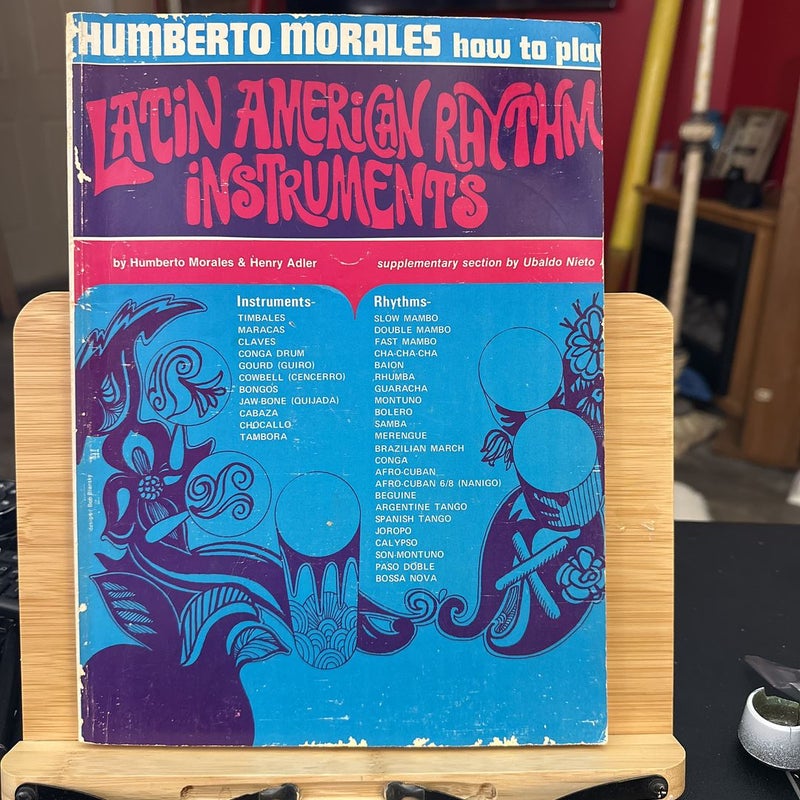 HUMBERTO MORALES how to play
LATIN AMERICAN RHYTHM
INSTRUMENTS
by Humberto Morales & Henry Adler
supplementary section by Ubaldo Nieto
Instruments-
TIMBALES
MARACAS
CLAVES
CONGA DRUM
GOURD (GUIRO)
COWBELL (CENCERRO)
BONGOS
JAW-BONE (QUIJADA)
CABAZA
CHOCALLO
TAMBORA
Rhythms-
SLOW MAMBO
DOUBLE MAMBO
FAST MAMBO
CHA-CHA-CHA
BAION
RHUMBA
GUARACHA
MONTUNO
BOLERO
SAMBA
MERENGUE
BRAZILIAN MARCH
CONGA
AFRO-CUBAN
AFRO-CUBAN 6/8 (NANIGO)
BEGUINE
ARGENTINE TANGO
SPANISH TANGO
JOROPO
CALYPSO
SON-MONTUNO
PASO DOBLE
BOSSA NOVA